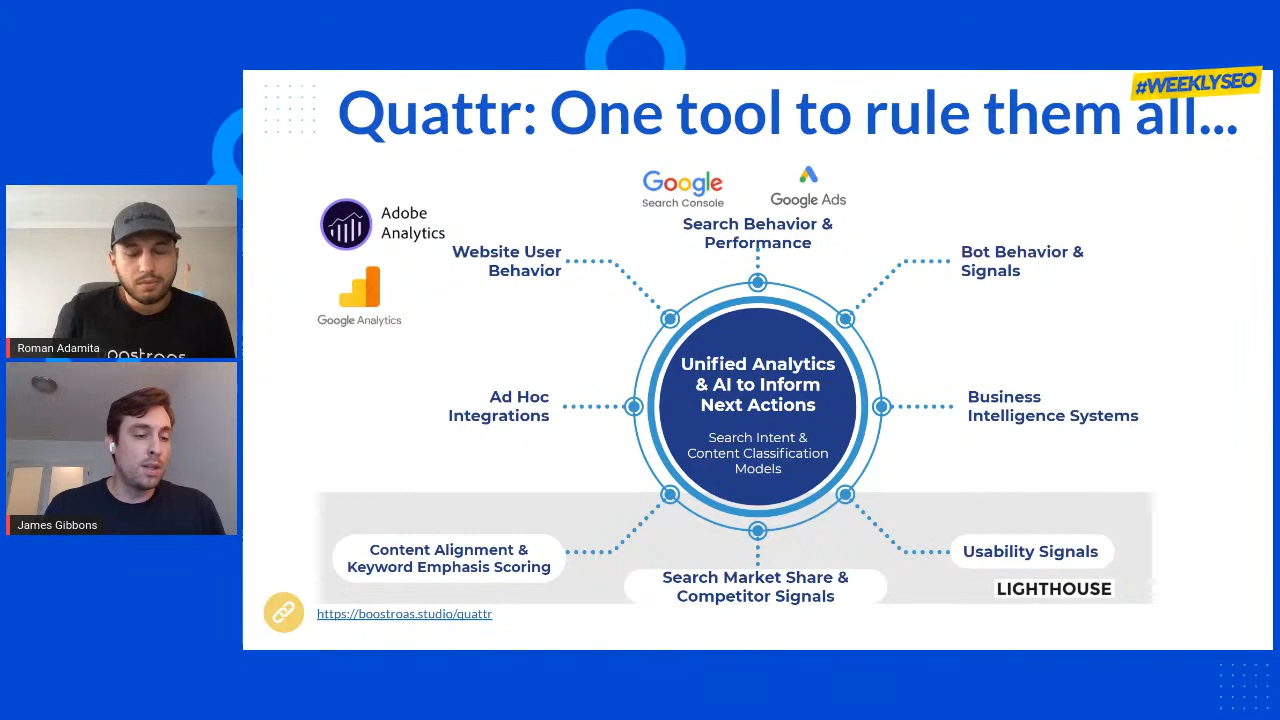 #WEEKLYSEO
Quattr: One tool to rule them all...
Adobe
Analytics
Google Analytics
Google
Search Console
Google Ads
Search Behavior &
Performance
Website User
Behavior
Bot Behavior &
Signals
Ad Hoc
Integrations
Unified Analytics
& AI to Inform
Next Actions
Search Intent &
Content Classification
Models
Business
Intelligence Systems
Content Alignment &
Keyword Emphasis Scoring
Search Market Share &
Competitor Signals
Usability Signals
LIGHTHOUSE
https://boostroas.studio/quattr
Roman Adamita
James Gibbons